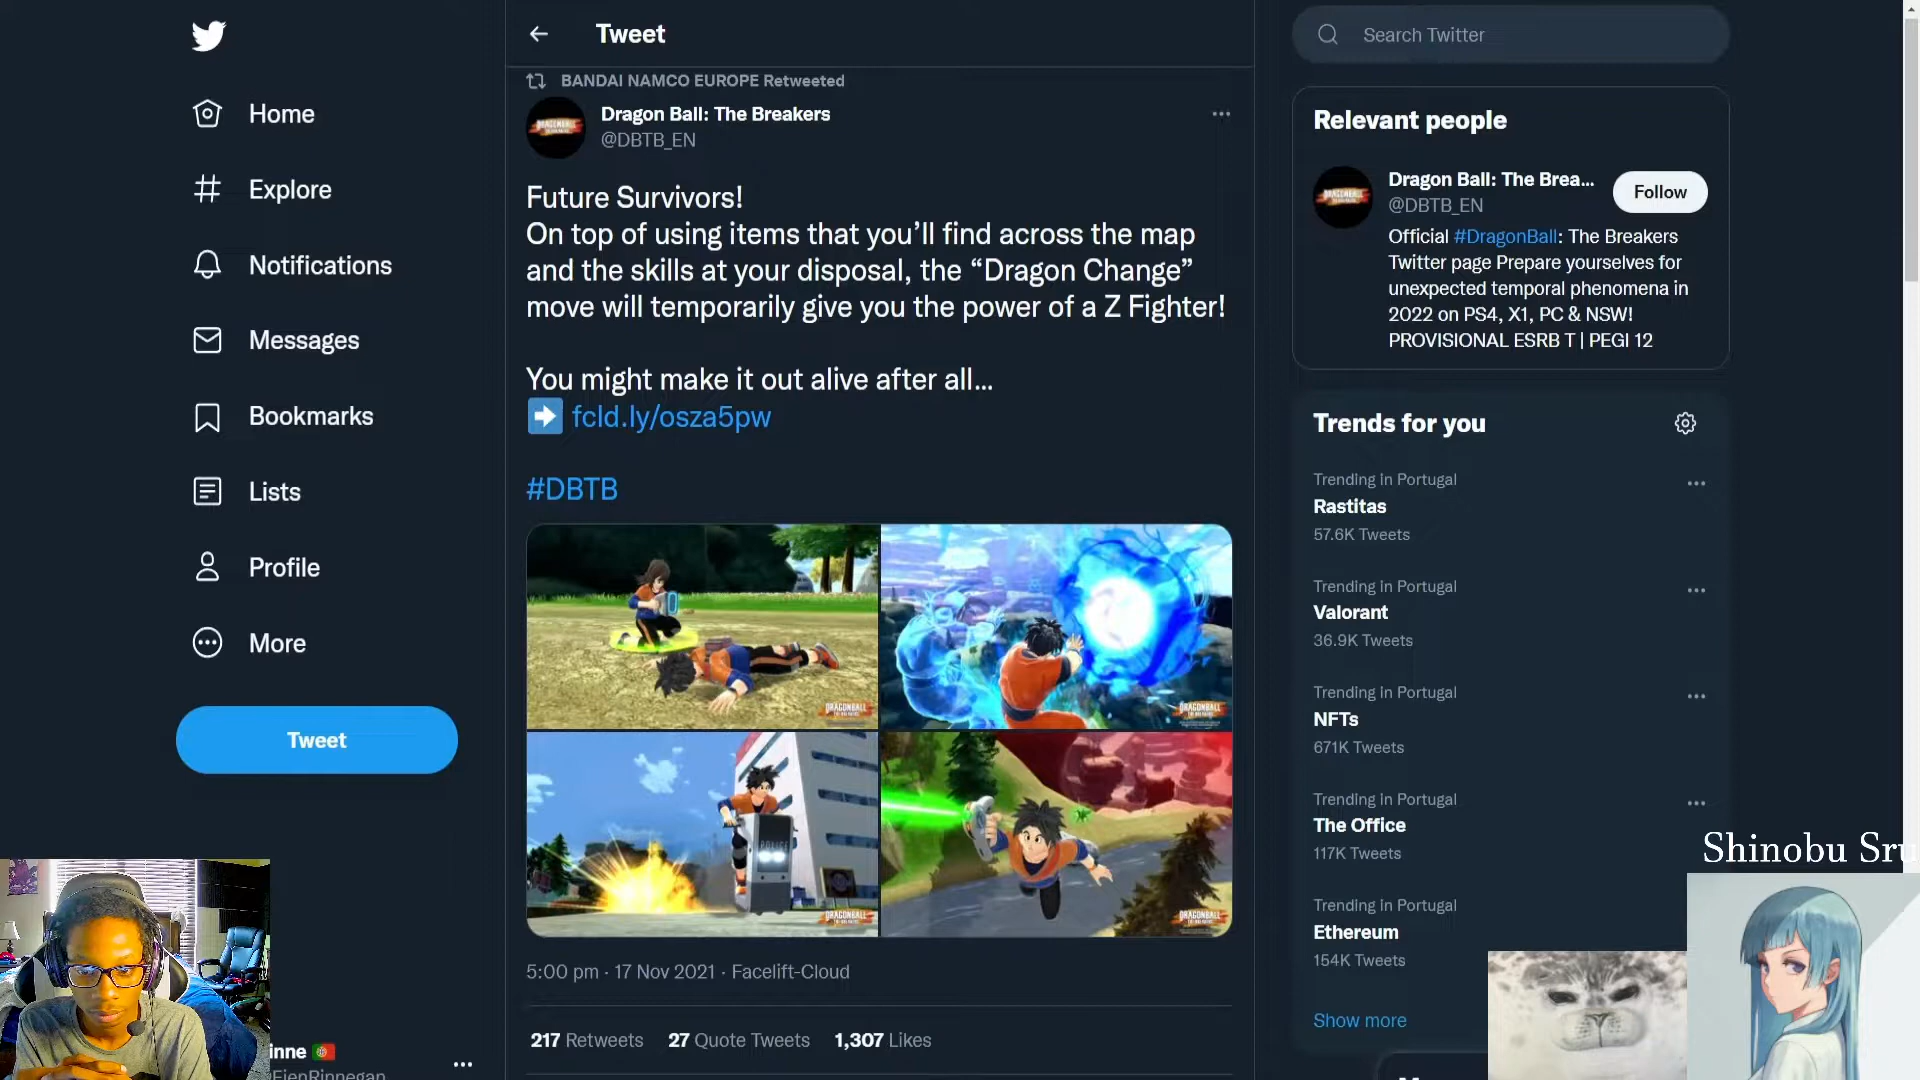 Tweet
Search Twitter
Home
Explore
Notifications
Messages
Bookmarks
Lists
Profile
More
Tweet
BANDAI NAMCO EUROPE Retweeted
Dragon Ball: The Breakers
@DBTB_EN
Future Survivors!
On top of using items that you’ll find across the map
and the skills at your disposal, the “Dragon Change”
move will temporarily give you the power of a Z Fighter!
You might make it out alive after all...
fcld.ly/osza5pw
#DBTB
POLICE
5:00 pm · 17 Nov 2021 · Facelift-Cloud
217 Retweets 27 Quote Tweets 1,307 Likes
Relevant people
Dragon Ball: The Brea...
@DBTB_EN
Follow
Official #DragonBall: The Breakers
Twitter page Prepare yourselves for
unexpected temporal phenomena in
2022 on PS4, X1, PC & NSW!
PROVISIONAL ESRB T | PEGI 12
Trends for you
Trending in Portugal
Rastitas
57.6K Tweets
Trending in Portugal
Valorant
36.9K Tweets
Trending in Portugal
NFTs
671K Tweets
Trending in Portugal
The Office
117K Tweets
Trending in Portugal
Ethereum
154K Tweets
Show more
Shinobu Sru
inne